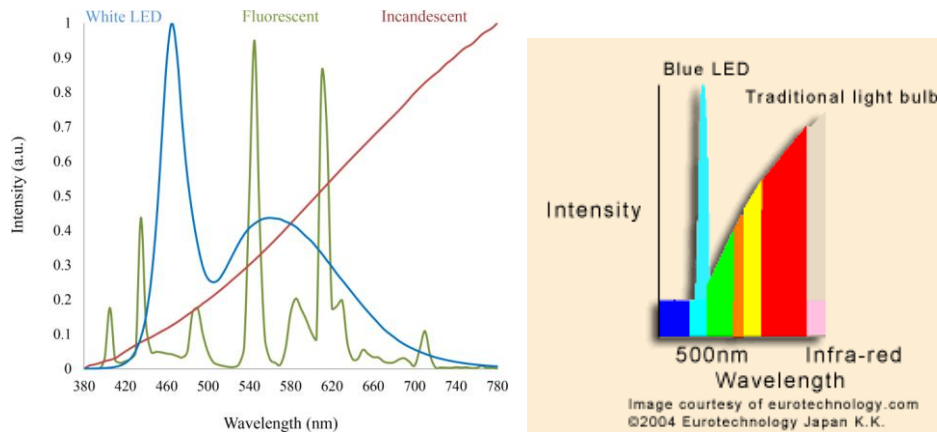 White LED Fluorescent Incandescent
1
0.9
0.8
0.7
0.6
0.5
0.4
0.3
0.2
0.1
0
Intensity (a.u.)
380 420 460 500 540 580 620 660 700 740 780
Wavelength (nm)
Blue LED
Traditional light bulb
Intensity
500nm Infra-red
Wavelength
Image courtesy of eurotechnology.com
©2004 Eurotechnology Japan K.K.